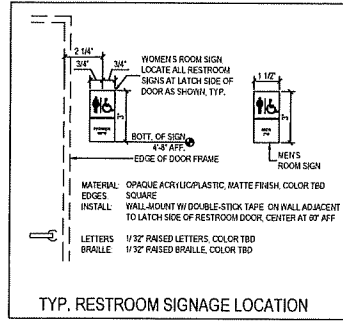 2 1/4"
3/4" 3/4"
WOMEN'S ROOM SIGN
LOCATE ALL RESTROOM
SIGNS AT LATCH SIDE OF
DOOR AS SHOWN, TYP.
1 1/2"
3"
3"
WOMEN
MEN
BOTT. OF SIGN
4'-8" AFF.
EDGE OF DOOR FRAME
MEN'S
ROOM SIGN
MATERIAL: OPAQUE ACRYLIC/PLASTIC, MATTE FINISH, COLOR TBD
EDGES: SQUARE
INSTALL: WALL-MOUNT W/ DOUBLE-STICK TAPE ON WALL ADJACENT
TO LATCH SIDE OF RESTROOM DOOR, CENTER AT 60" AFF
LETTERS: 1/32" RAISED LETTERS, COLOR TBD
BRAILLE: 1/32" RAISED BRAILLE, COLOR TBD
TYP. RESTROOM SIGNAGE LOCATION